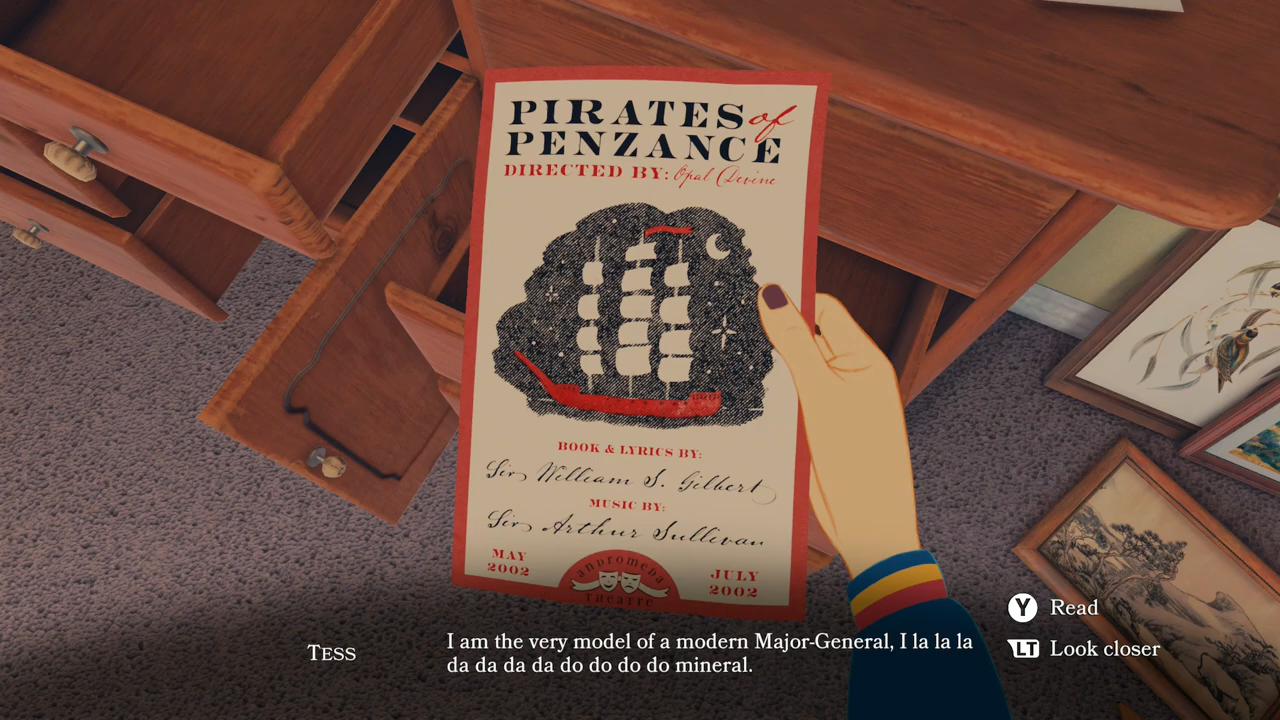 PIRATES of
PENZANCE
DIRECTED BY: Opal Devine
BOOK & LYRICS BY:
Sir William S. Gilbert
MUSIC BY:
Sir Arthur Sullivan
MAY
2002
andromeda
theatre
JULY
2002
Y Read
LT Look closer
TESS
I am the very model of a modern Major-General, I la la la
da da da da do do do do mineral.